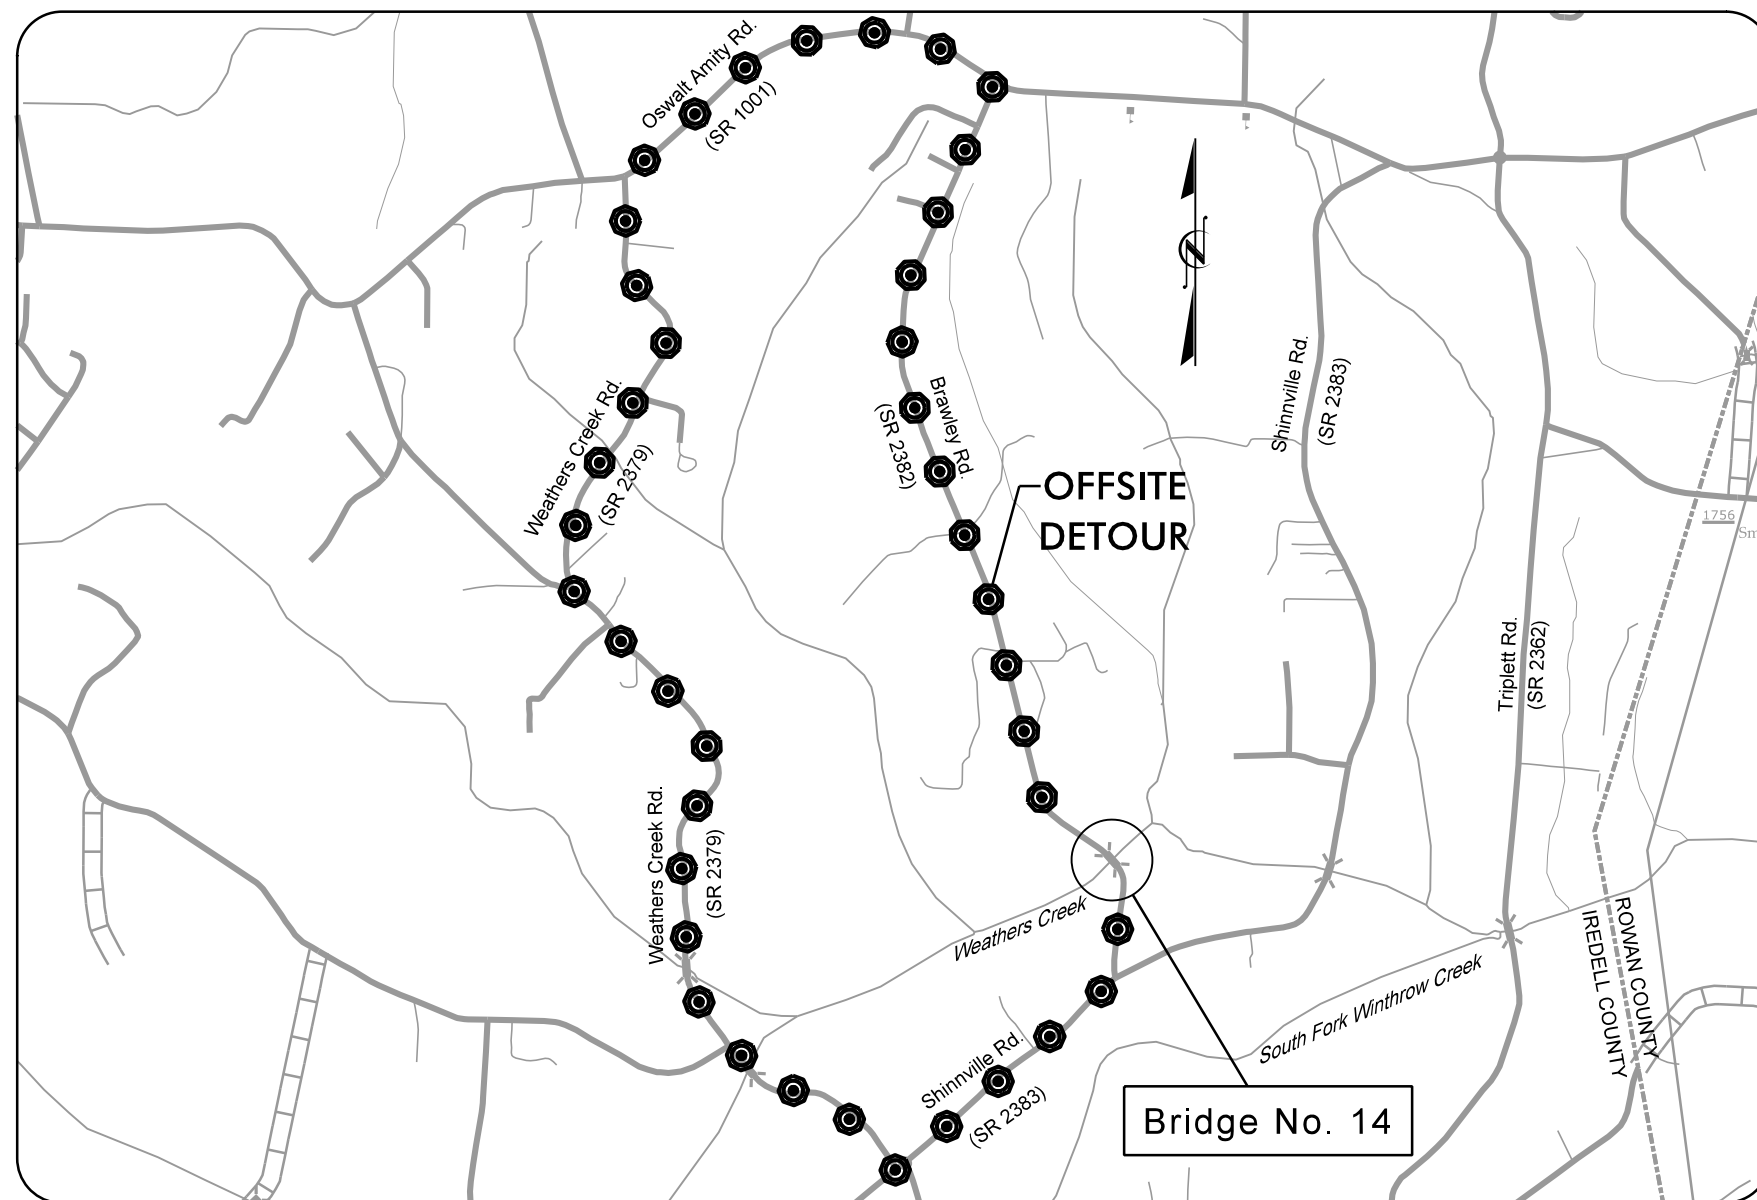 Oswalt Amity Rd.
(SR 1001)
Shinnville Rd.
(SR 2383)
Brawley Rd.
(SR 2382)
Weathers Creek Rd.
(SR 2379)
OFFSITE
DETOUR
1756
Sm
Triplett Rd.
(SR 2362)
Weathers Creek Rd.
(SR 2379)
Weathers Creek
South Fork Winthrow Creek
ROWAN COUNTY
IREDELL COUNTY
Shinnville Rd.
(SR 2383)
Bridge No. 14
N